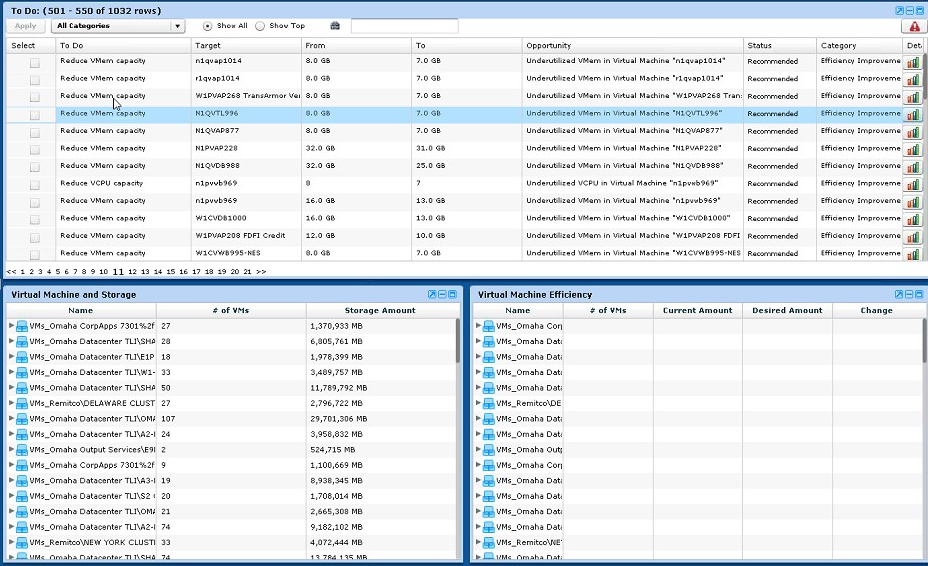 To Do: (501 - 550 of 1032 rows)
Apply All Categories Show All Show Top
Select To Do Target From To Opportunity Status Category Det
Reduce VMem capacity n1qvap1014 8.0 GB 7.0 GB Underutilized VMem in Virtual Machine "n1qvap1014" Recommended Efficiency Improveme
Reduce VMem capacity r1qvap1014 8.0 GB 7.0 GB Underutilized VMem in Virtual Machine "r1qvap1014" Recommended Efficiency Improveme
Reduce VMem capacity W1PVAP268 TransArmor Ver 8.0 GB 7.0 GB Underutilized VMem in Virtual Machine "W1PVAP268 Trans Recommended Efficiency Improveme
Reduce VMem capacity N1QVTL996 8.0 GB 7.0 GB Underutilized VMem in Virtual Machine "N1QVTL996" Recommended Efficiency Improveme
Reduce VMem capacity N1QVAP877 8.0 GB 7.0 GB Underutilized VMem in Virtual Machine "N1QVAP877" Recommended Efficiency Improveme
Reduce VMem capacity N1PVAP228 32.0 GB 31.0 GB Underutilized VMem in Virtual Machine "N1PVAP228" Recommended Efficiency Improveme
Reduce VMem capacity N1QVDB988 32.0 GB 25.0 GB Underutilized VMem in Virtual Machine "N1QVDB988" Recommended Efficiency Improveme
Reduce VCPU capacity n1pvwb969 8 7 Underutilized VCPU in Virtual Machine "n1pvwb969" Recommended Efficiency Improveme
Reduce VMem capacity n1pvwb969 16.0 GB 13.0 GB Underutilized VMem in Virtual Machine "n1pvwb969" Recommended Efficiency Improveme
Reduce VMem capacity W1CVDB1000 16.0 GB 13.0 GB Underutilized VMem in Virtual Machine "W1CVDB1000" Recommended Efficiency Improveme
Reduce VMem capacity W1PVAP208 FDFI Credit 12.0 GB 10.0 GB Underutilized VMem in Virtual Machine "W1PVAP208 FDFI Recommended Efficiency Improveme
Reduce VMem capacity W1CVWB995-NES 8.0 GB 7.0 GB Underutilized VMem in Virtual Machine "W1CVWB995-NES Recommended Efficiency Improveme
<< 1 2 3 4 5 6 7 8 9 10 11 12 13 14 15 16 17 18 19 20 21 >>
Virtual Machine and Storage
Name # of VMs Storage Amount
VMs_Omaha CorpApps 7301%2f 27 1,370,933 MB
VMs_Omaha Datacenter TLI\SHA 28 6,805,761 MB
VMs_Omaha Datacenter TLI\E1P 18 1,978,399 MB
VMs_Omaha Datacenter TLI\W1- 33 3,489,757 MB
VMs_Omaha Datacenter TLI\SHA 50 11,789,792 MB
VMs_Remitco\DELAWARE CLUST 27 2,796,722 MB
VMs_Omaha Datacenter TLI\OMA 107 29,701,306 MB
VMs_Omaha Datacenter TLI\A2-I 24 3,958,832 MB
VMs_Omaha Output Services\E9I 2 524,715 MB
VMs_Omaha CorpApps 7301%2f 9 1,100,669 MB
VMs_Omaha Datacenter TLI\A3-I 19 8,938,345 MB
VMs_Omaha Datacenter TLI\S2 20 1,708,014 MB
VMs_Omaha Datacenter TLI\OMA 21 2,665,308 MB
VMs_Omaha Datacenter TLI\A2-I 74 9,182,102 MB
VMs_Remitco\NEW YORK CLUSTI 33 4,072,444 MB
VMs_Omaha Datacenter TLI\SHA 74 13,784,135 MB
Virtual Machine Efficiency
Name # of VMs Current Amount Desired Amount Change
VMs_Omaha Corp
VMs_Omaha Data
VMs_Omaha Data
VMs_Omaha Data
VMs_Omaha Data
VMs_Remitco\DE
VMs_Omaha Data
VMs_Omaha Data
VMs_Omaha Outp
VMs_Omaha Corp
VMs_Omaha Data
VMs_Omaha Data
VMs_Omaha Data
VMs_Omaha Data
VMs_Remitco\NE
VMs_Omaha Data